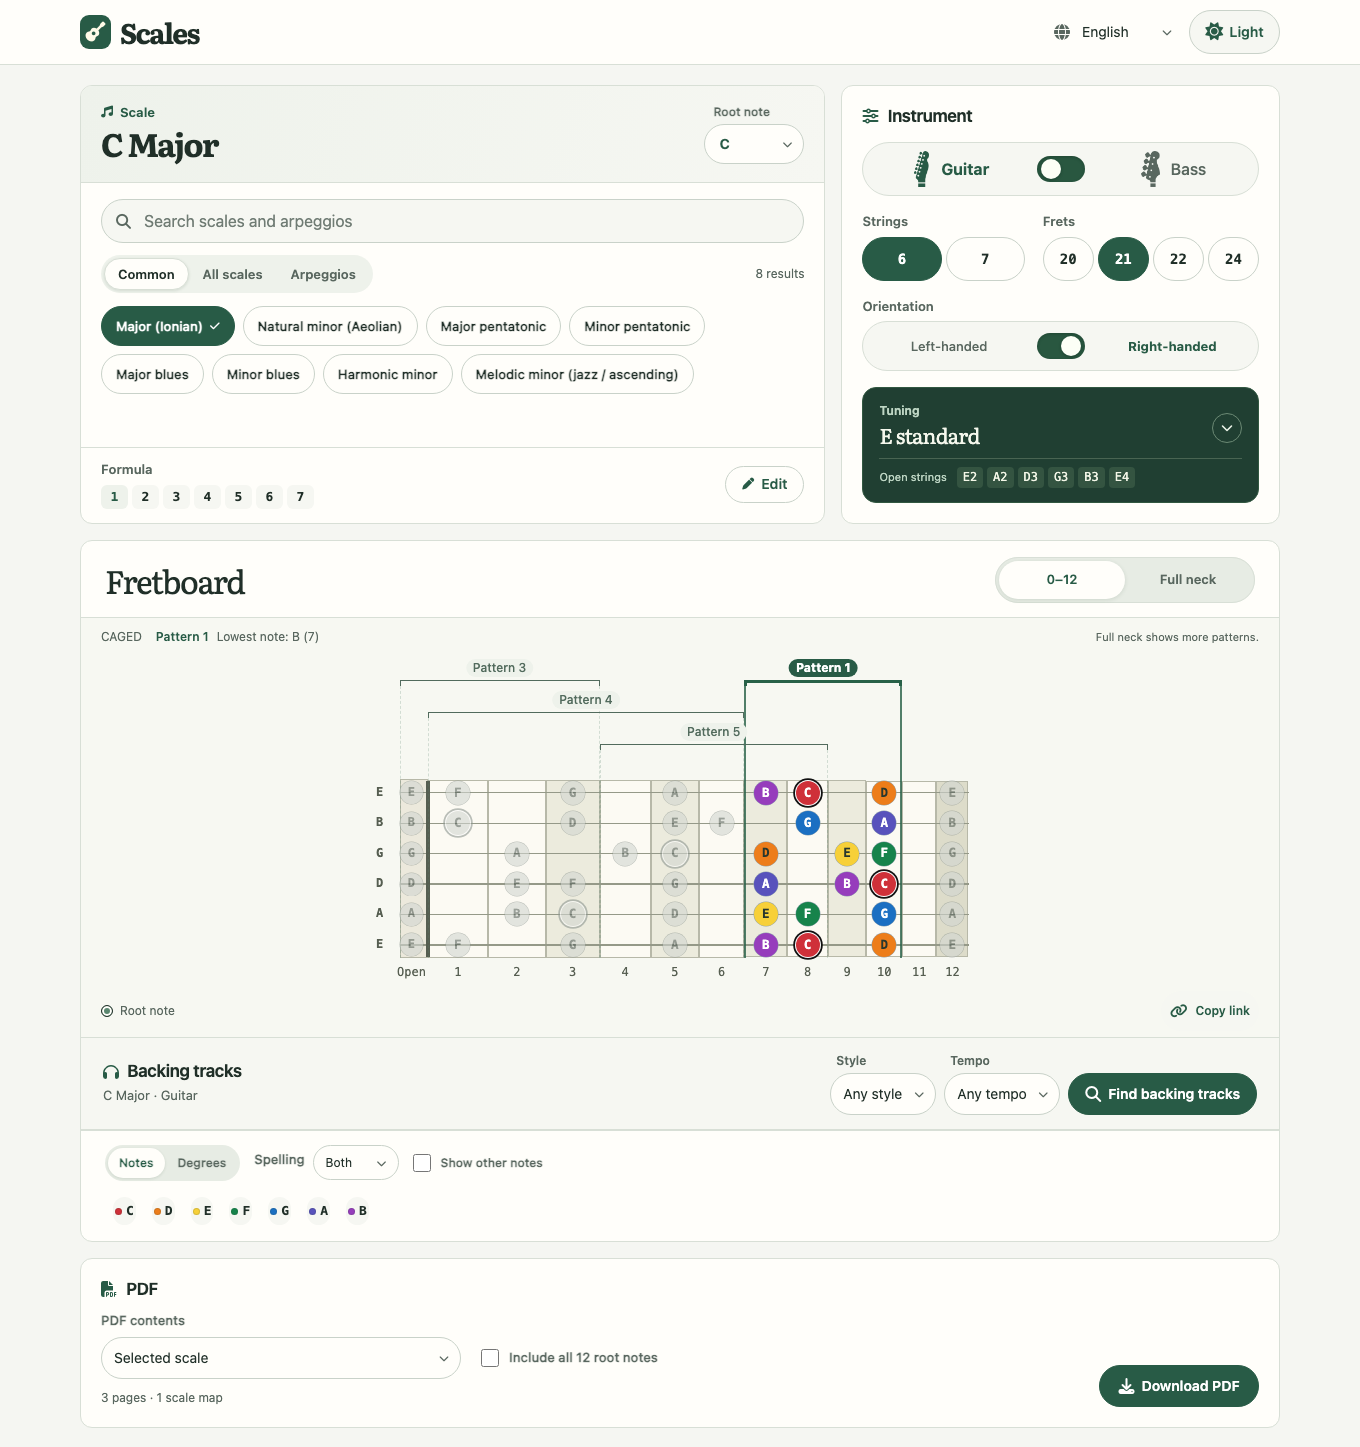 Scales
English
Light
Scale
C Major
Root note
C
Search scales and arpeggios
Common All scales Arpeggios
8 results
Major (Ionian) Natural minor (Aeolian) Major pentatonic Minor pentatonic
Major blues Minor blues Harmonic minor Melodic minor (jazz / ascending)
Formula
1 2 3 4 5 6 7
Edit
Instrument
Guitar Bass
Strings Frets
6 7 20 21 22 24
Orientation
Left-handed Right-handed
Tuning
E standard
Open strings E2 A2 D3 G3 B3 E4
Fretboard
0–12 Full neck
CAGED Pattern 1 Lowest note: B (7)
Full neck shows more patterns.
Pattern 3 Pattern 1
Pattern 4
Pattern 5
E E F G A B C D E
B B C D E F G A B
G G A B C D E F G
D D E F G A B C D
A A B C D E F G A
E E F G A B C D E
Open 1 2 3 4 5 6 7 8 9 10 11 12
Root note
Copy link
Backing tracks
C Major · Guitar
Style Tempo
Any style Any tempo Find backing tracks
Notes Degrees Spelling Both Show other notes
C D E F G A B
PDF
PDF
PDF contents
Selected scale
Include all 12 root notes
3 pages · 1 scale map
Download PDF